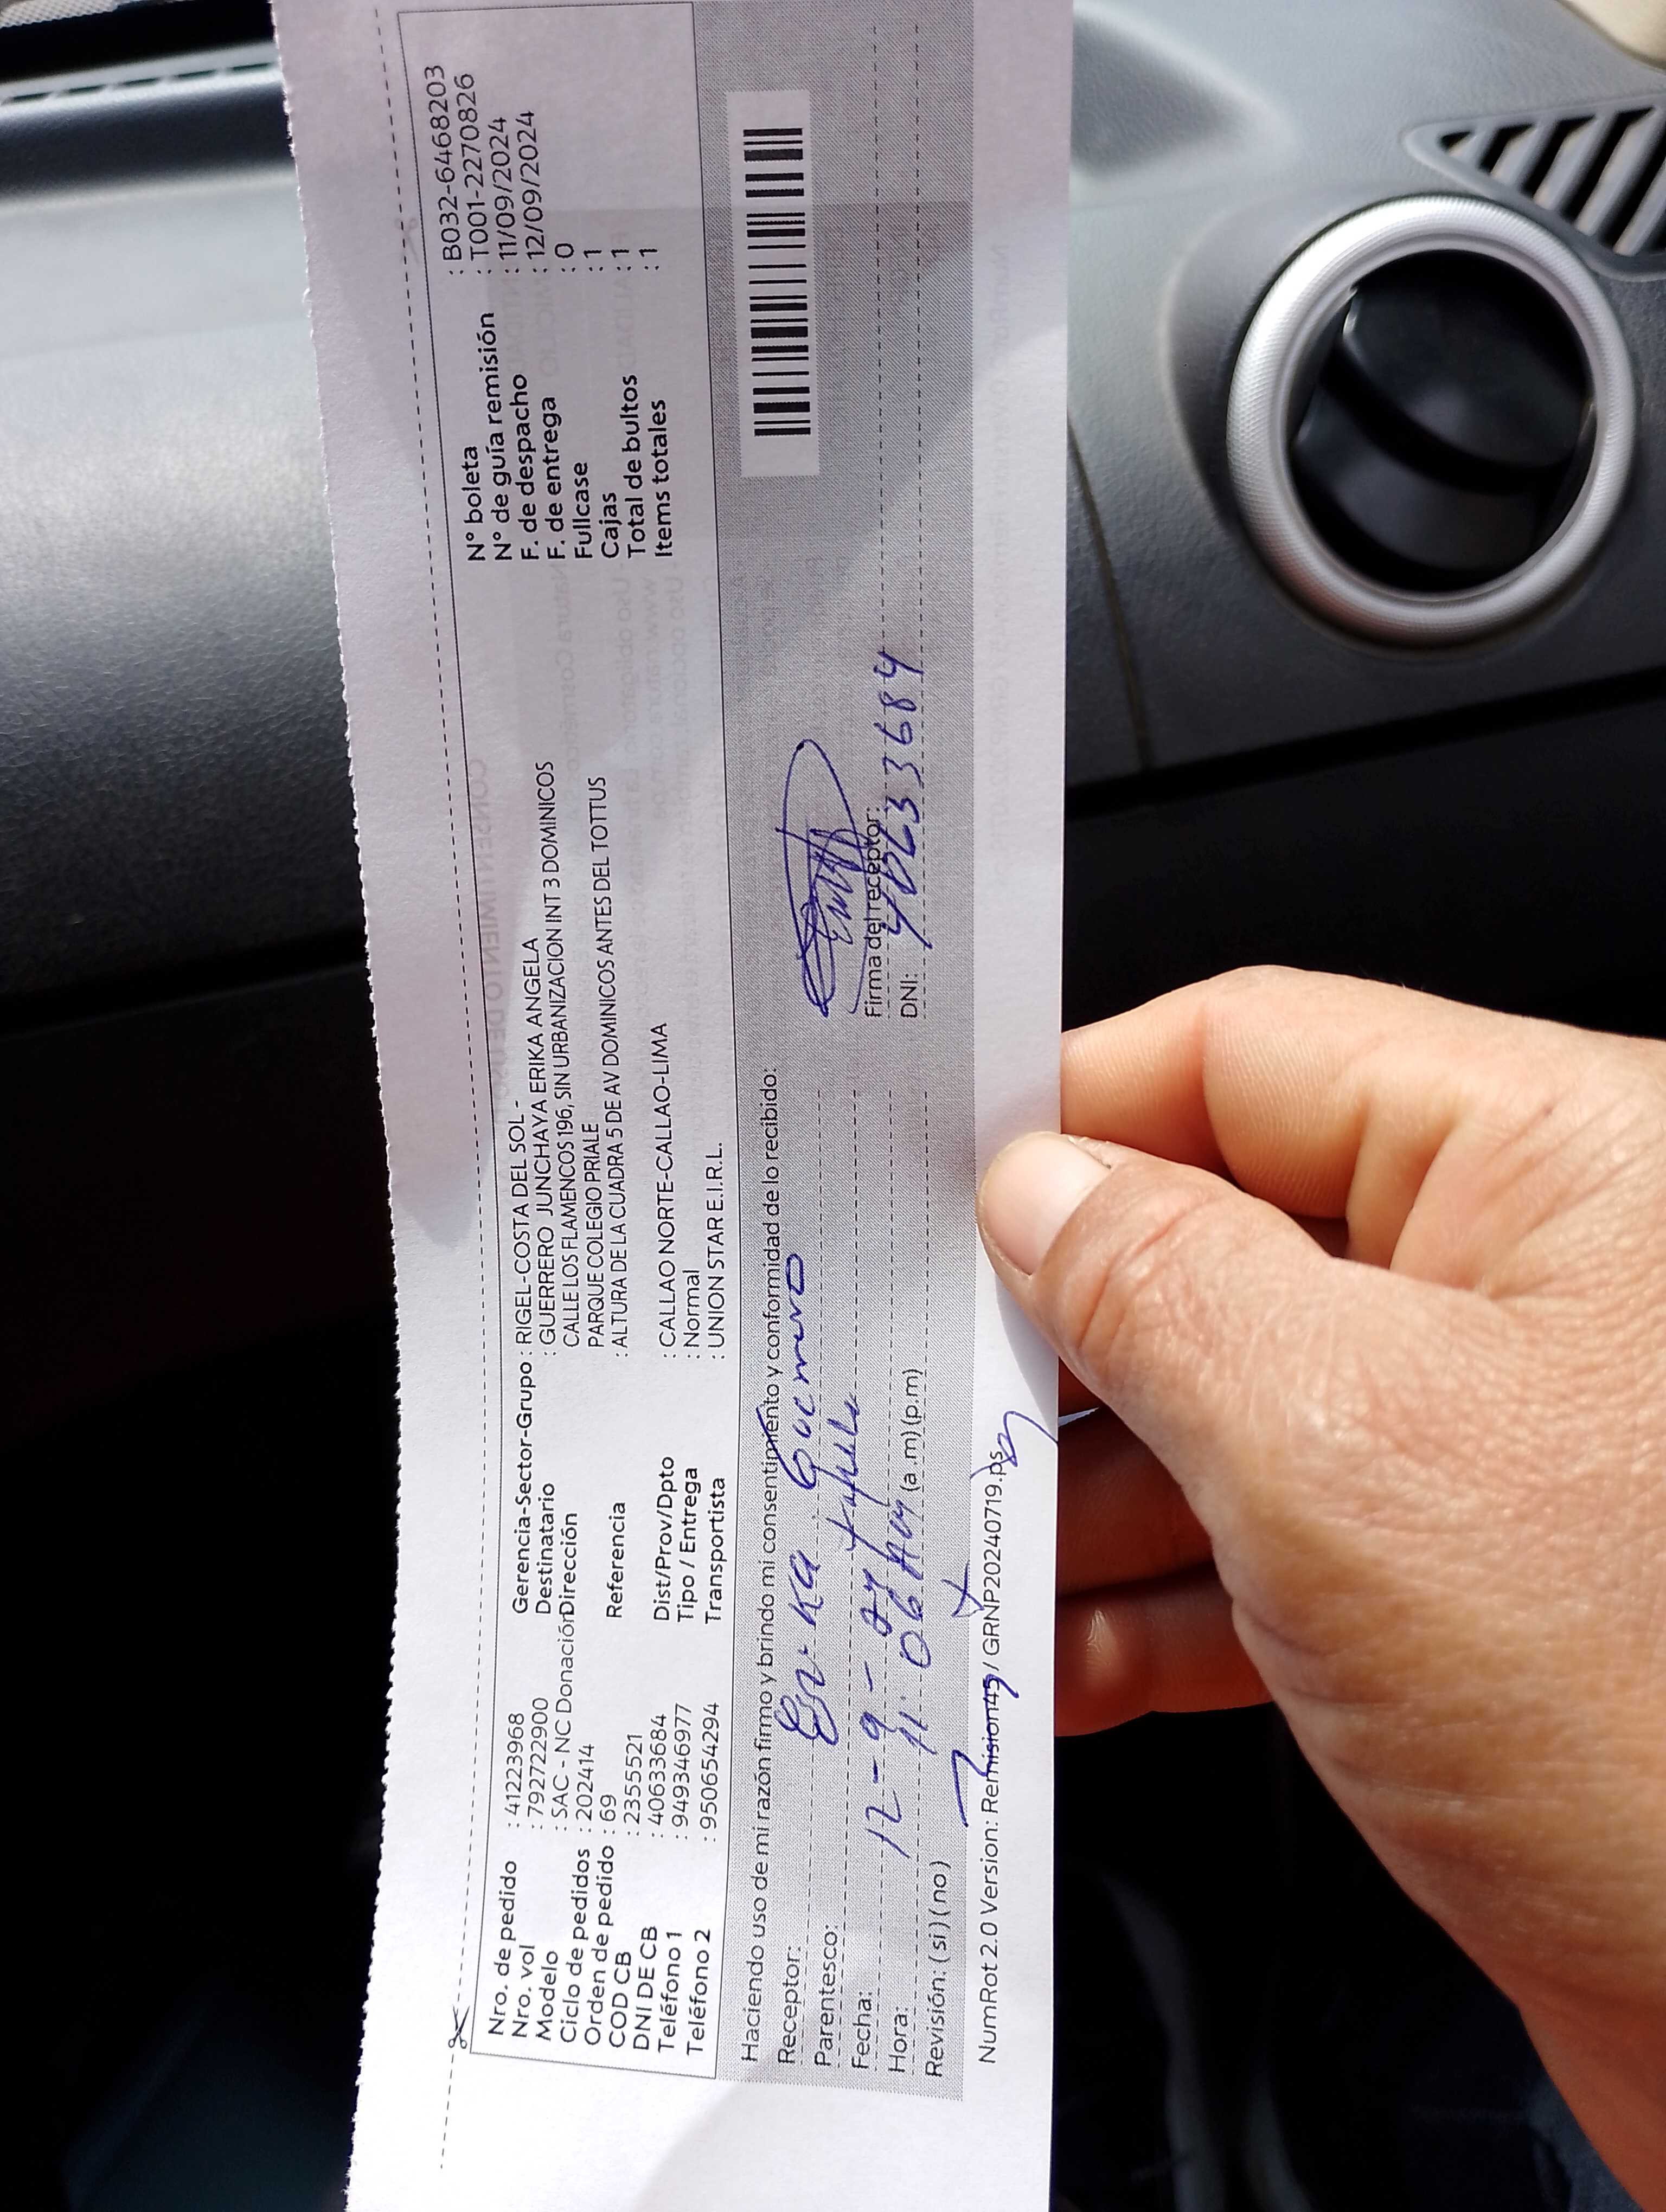 Nro. de pedido : 41223968
Nro. vol : 792722900
Modelo : SAC - NC Donación
Ciclo de pedidos : 202414
Orden de pedido : 69
COD CB : 2355521
DNI DE CB : 40633684
Teléfono 1 : 949346977
Teléfono 2 : 950654294
Gerencia-Sector-Grupo : RIGEL-COSTA DEL SOL -
Destinatario : GUERRERO JUNCHAYA ERIKA ANGELA
Dirección CALLE LOS FLAMENCOS 196, SIN URBANIZACION INT 3 DOMINICOS
PARQUE COLEGIO PRIALE
Referencia : ALTURA DE LA CUADRA 5 DE AV DOMINICOS ANTES DEL TOTTUS
Dist/Prov/Dpto : CALLAO NORTE-CALLAO-LIMA
Tipo / Entrega : Normal
Transportista : UNION STAR E.I.R.L.
N° boleta : B032-6468203
N° de guía remisión : T001-2270826
F. de despacho : 11/09/2024
F. de entrega : 12/09/2024
Fullcase : 0
Cajas : 1
Total de bultos : 1
Items totales : 1
Haciendo uso de mi razón firmo y brindo mi consentimiento y conformidad de lo recibido:
Receptor: Erika Guerrero
Parentesco:
Fecha: 12-9-24
Hora: 11:06 (a.m) (p.m)
Revisión: (si) (no)
Firma del receptor:
DNI: 40633684
NumRot 2.0 Version: Remision45 / GRNP20240719.ps